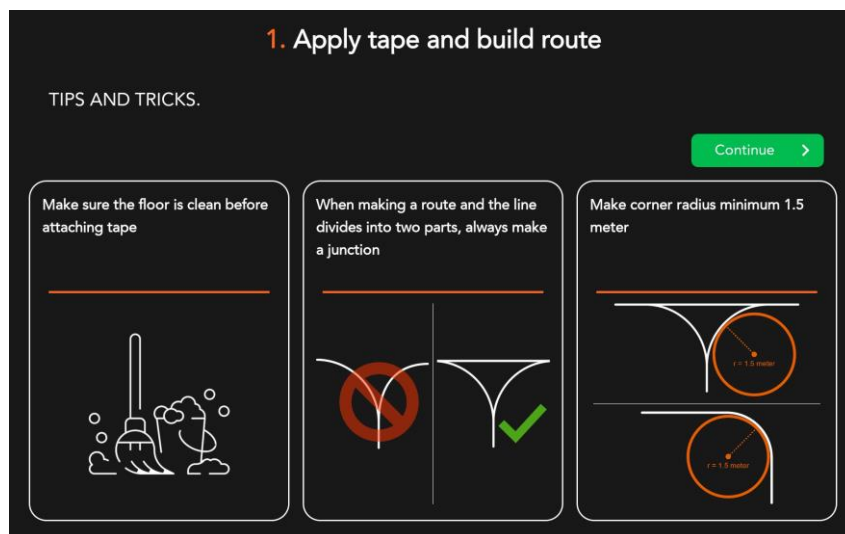 1. Apply tape and build route
TIPS AND TRICKS.
Continue
Make sure the floor is clean before
attaching tape
When making a route and the line
divides into two parts, always make
a junction
Make corner radius minimum 1.5
meter
r = 1.5 meter
r = 1.5 meter